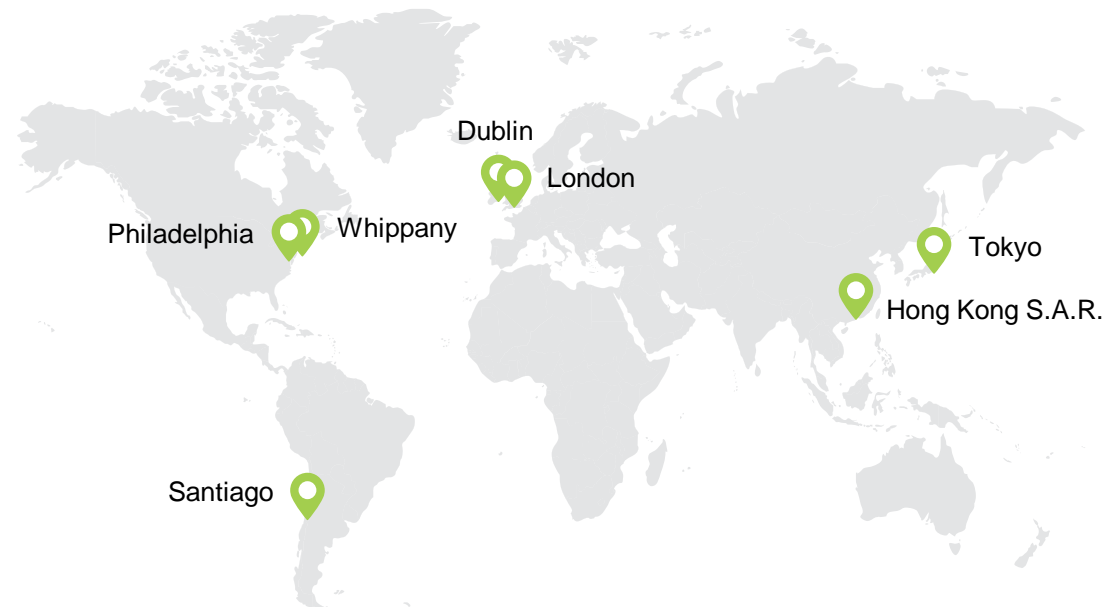 Dublin
London
Philadelphia
Whippany
Tokyo
Hong Kong S.A.R.
Santiago